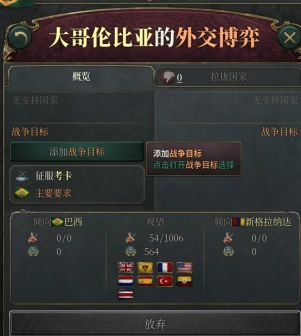 大哥伦比亚的外交博弈
概览
0
拉拢国家
无支持国家
无支持国家
战争目标
战争目标
添加战争目标
添加战争目标
点击打开战争目标选择
征服考卡
主要要求
倾向 巴西
观望
倾向 新格拉纳达
0/0
54/1006
0/0
0
564
0
放弃